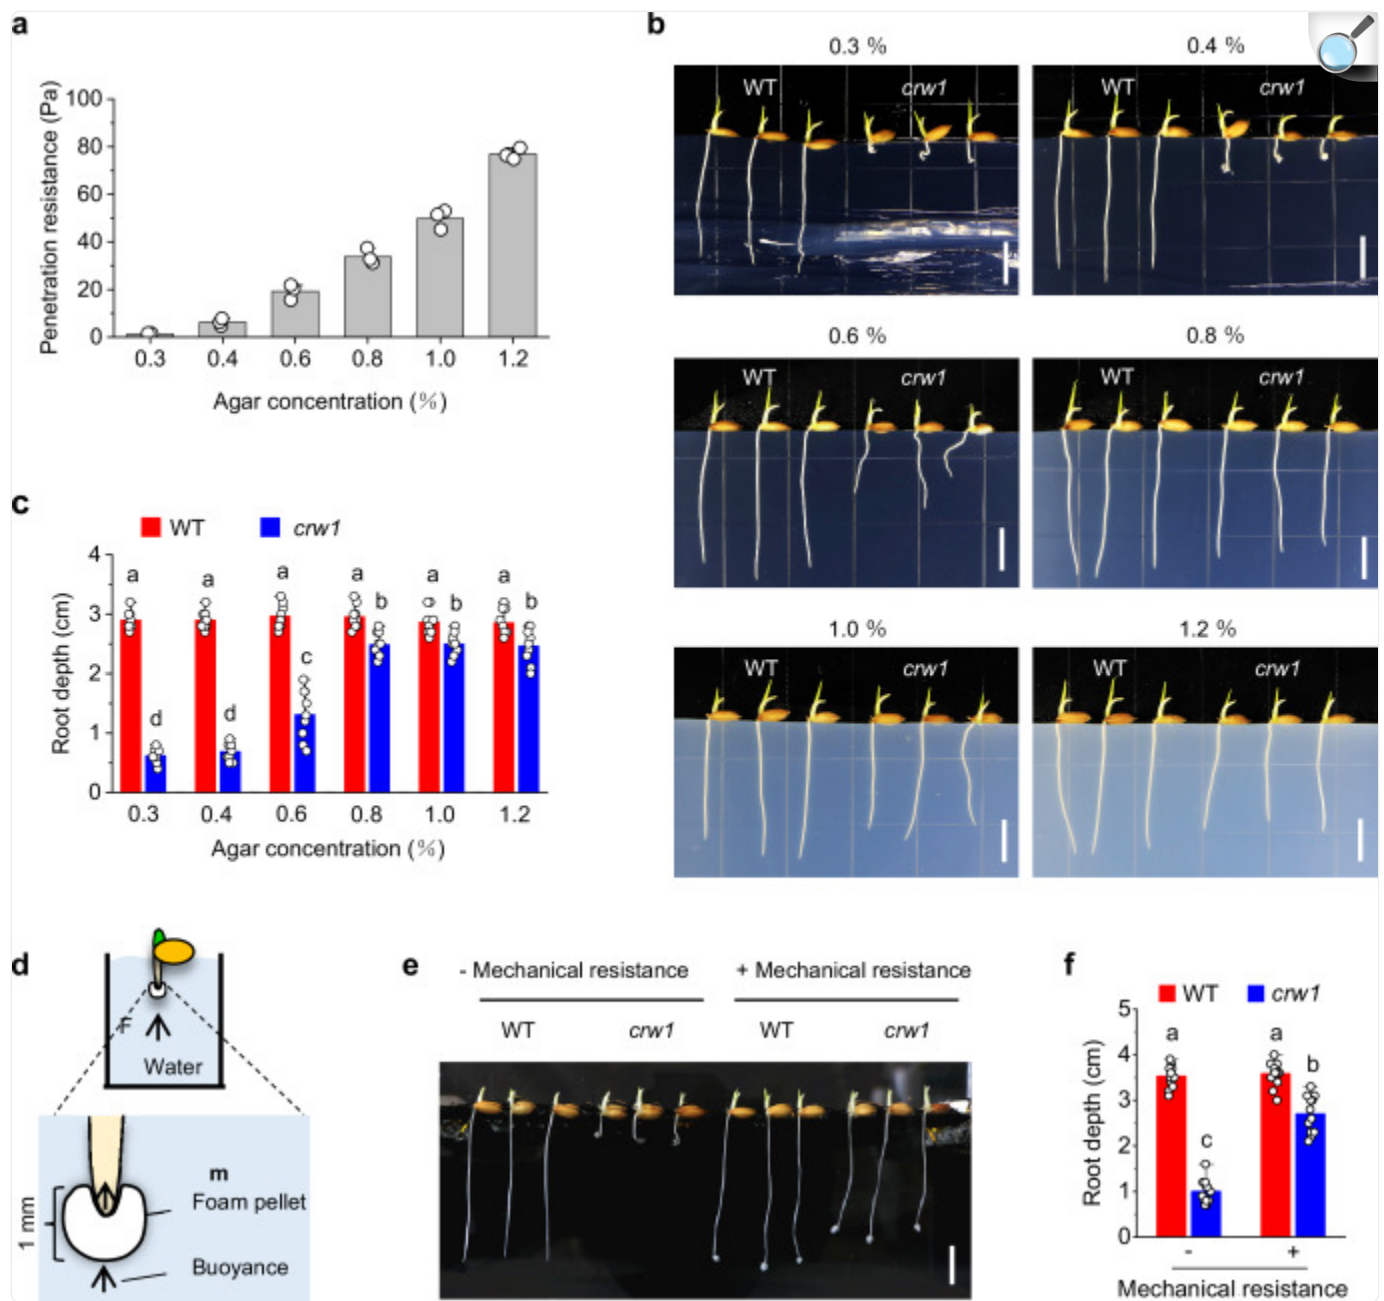 a
Penetration resistance (Pa)
100
80
60
40
20
0
0.3 0.4 0.6 0.8 1.0 1.2
Agar concentration (%)
b
0.3 %
WT crw1
0.4 %
WT crw1
0.6 %
WT crw1
0.8 %
WT crw1
1.0 %
WT crw1
1.2 %
WT crw1
c
WT crw1
Root depth (cm)
4
3
2
1
0
a a a a a a
d d c b b b
0.3 0.4 0.6 0.8 1.0 1.2
Agar concentration (%)
d
F
Water
1 mm
m
Foam pellet
Buoyance
e
- Mechanical resistance + Mechanical resistance
WT crw1 WT crw1
f
WT crw1
Root depth (cm)
5
4
3
2
1
0
a a
c b
- +
Mechanical resistance